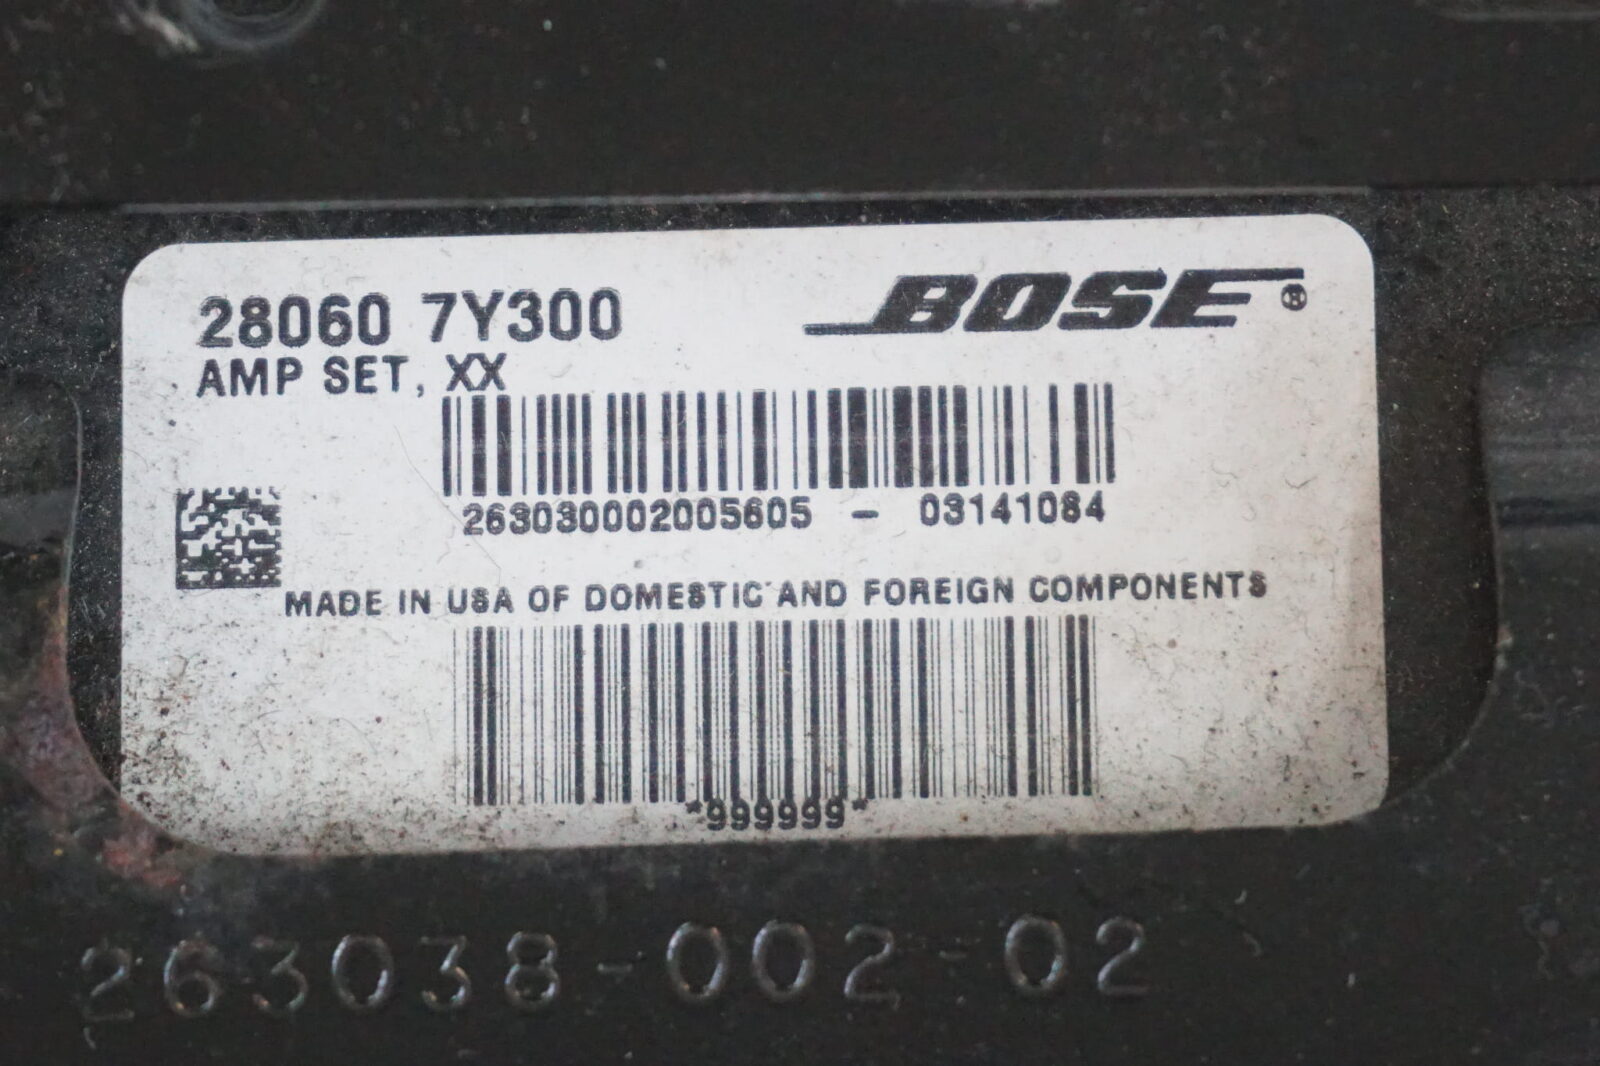 28060 7Y300
BOSE®
AMP SET, XX
263030002005605 - 03141084
MADE IN USA OF DOMESTIC AND FOREIGN COMPONENTS
*999999*
263038-002-02